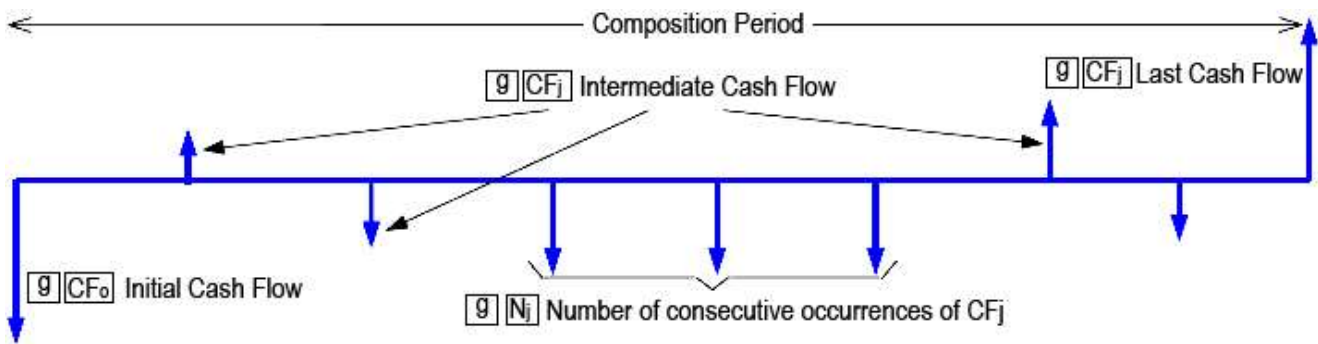 Composition Period
g CFj Intermediate Cash Flow
g CFj Last Cash Flow
g CFo Initial Cash Flow
g Nj Number of consecutive occurrences of CFj